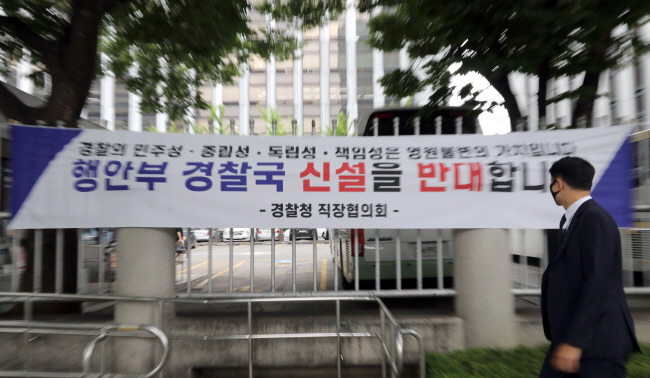 경찰의 민주성 · 중립성 · 독립성 · 책임성은 영원불변의 가치입니다
행안부 경찰국 신설을 반대합니
- 경찰청 직장협의회 -